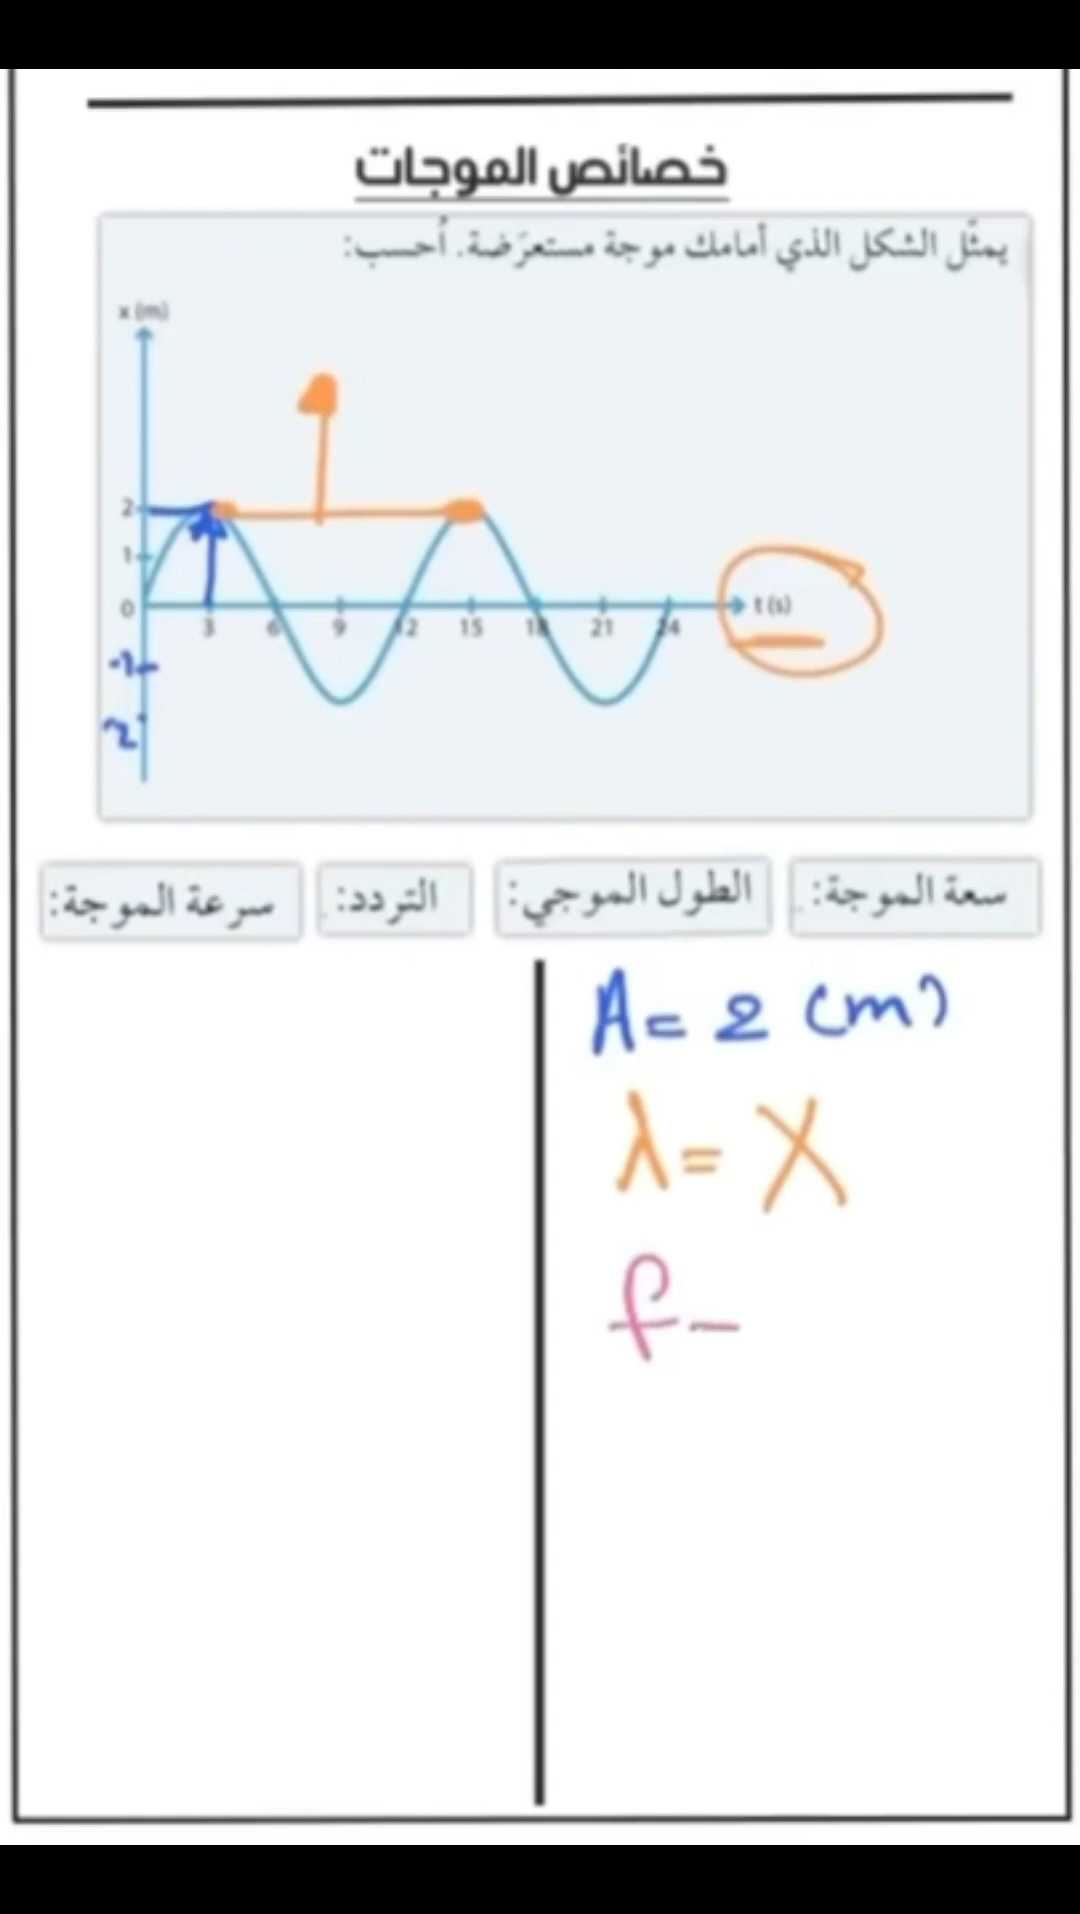 خصائص الموجات
يمثّل الشكل الذي أمامك موجة مستعرَضة. أحسب:
x (m)
2
1
0
3 6 9 12 15 18 21 24 t (s)
-1
-2
سعة الموجة: الطول الموجي: التردد: سرعة الموجة:
A = 2 (m)
λ = X
f -